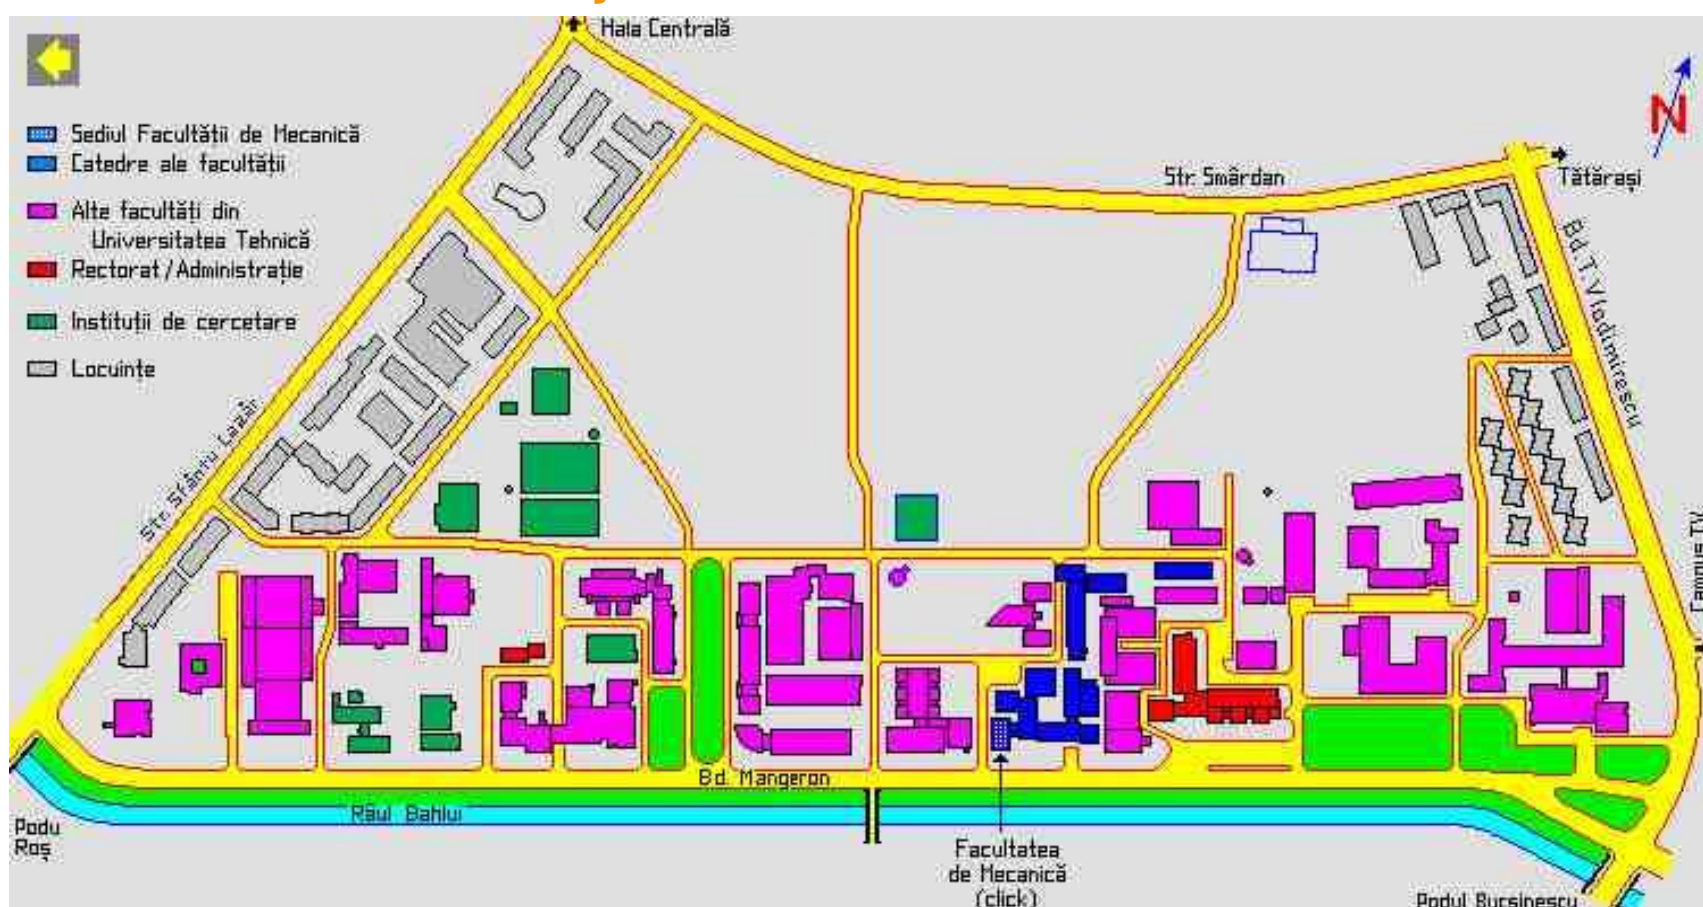 Hala Centrală
N
Sediul Facultății de Mecanică
Catedre ale facultății
Alte facultăți din
Universitatea Tehnică
Rectorat/Administrație
Instituții de cercetare
Locuințe
Str. Smârdan
Tătărași
Bd. T. Vladimirescu
Str. Sfântu Lazăr
Campus TV
Bd. Mangeron
Râul Bahlui
Podu
Roș
Facultatea
de Mecanică
(click)
Podul Bucșinescu